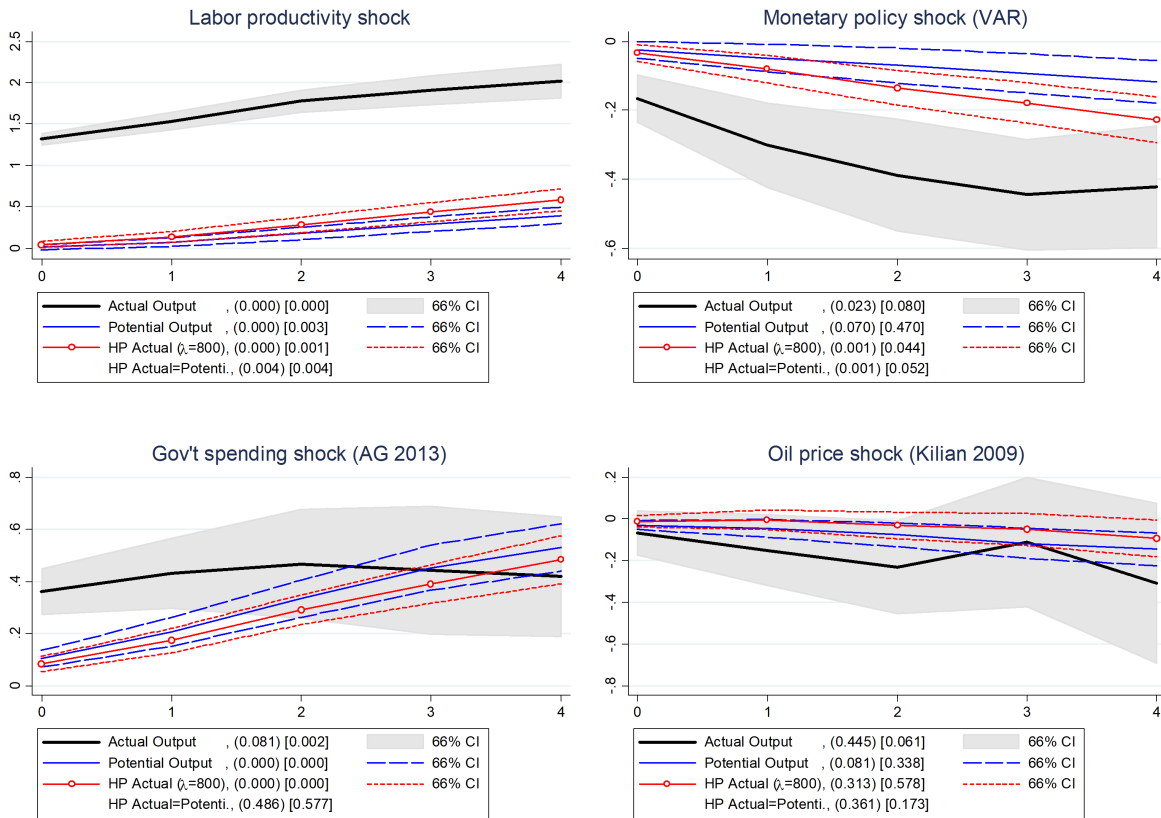 Labor productivity shock
2.5
2
1.5
1
.5
0
0 1 2 3 4
Actual Output , (0.000) [0.000] 66% CI
Potential Output , (0.000) [0.003] 66% CI
HP Actual (λ=800), (0.000) [0.001] 66% CI
HP Actual=Potenti., (0.004) [0.004]
Monetary policy shock (VAR)
0
-.2
-.4
-.6
0 1 2 3 4
Actual Output , (0.023) [0.080] 66% CI
Potential Output , (0.070) [0.470] 66% CI
HP Actual (λ=800), (0.001) [0.044] 66% CI
HP Actual=Potenti., (0.001) [0.052]
Gov't spending shock (AG 2013)
.8
.6
.4
.2
0
0 1 2 3 4
Actual Output , (0.081) [0.002] 66% CI
Potential Output , (0.000) [0.000] 66% CI
HP Actual (λ=800), (0.000) [0.000] 66% CI
HP Actual=Potenti., (0.486) [0.577]
Oil price shock (Kilian 2009)
.2
0
-.2
-.4
-.6
-.8
0 1 2 3 4
Actual Output , (0.445) [0.061] 66% CI
Potential Output , (0.081) [0.338] 66% CI
HP Actual (λ=800), (0.313) [0.578] 66% CI
HP Actual=Potenti., (0.361) [0.173]